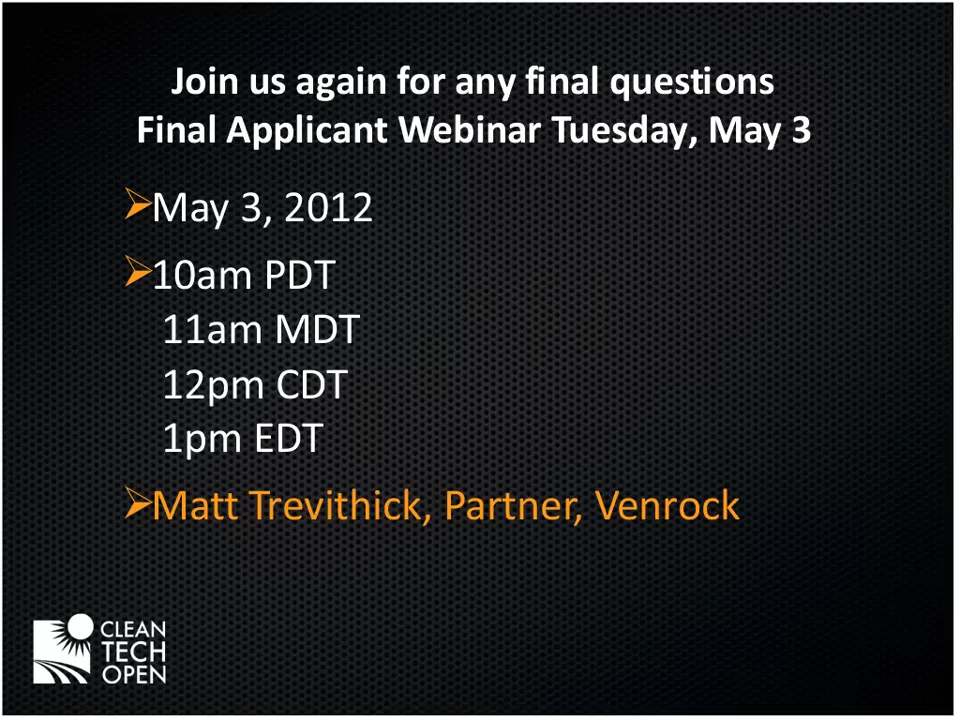 Join us again for any final questions
Final Applicant Webinar Tuesday, May 3
➢May 3, 2012
➢10am PDT
11am MDT
12pm CDT
1pm EDT
➢Matt Trevithick, Partner, Venrock
CLEAN
TECH
OPEN